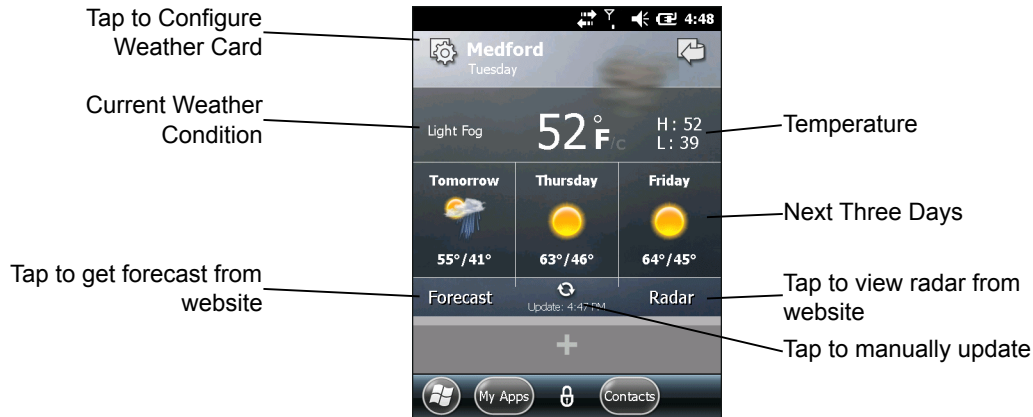 Tap to Configure
Weather Card
4:48
Medford
Tuesday
Current Weather
Condition
Light Fog
52°F/C
H: 52
L: 39
Temperature
Tomorrow
Thursday
Friday
Next Three Days
55°/41°
63°/46°
64°/45°
Tap to get forecast from
website
Forecast
Update: 4:47 PM
Radar
Tap to view radar from
website
Tap to manually update
My Apps
Contacts